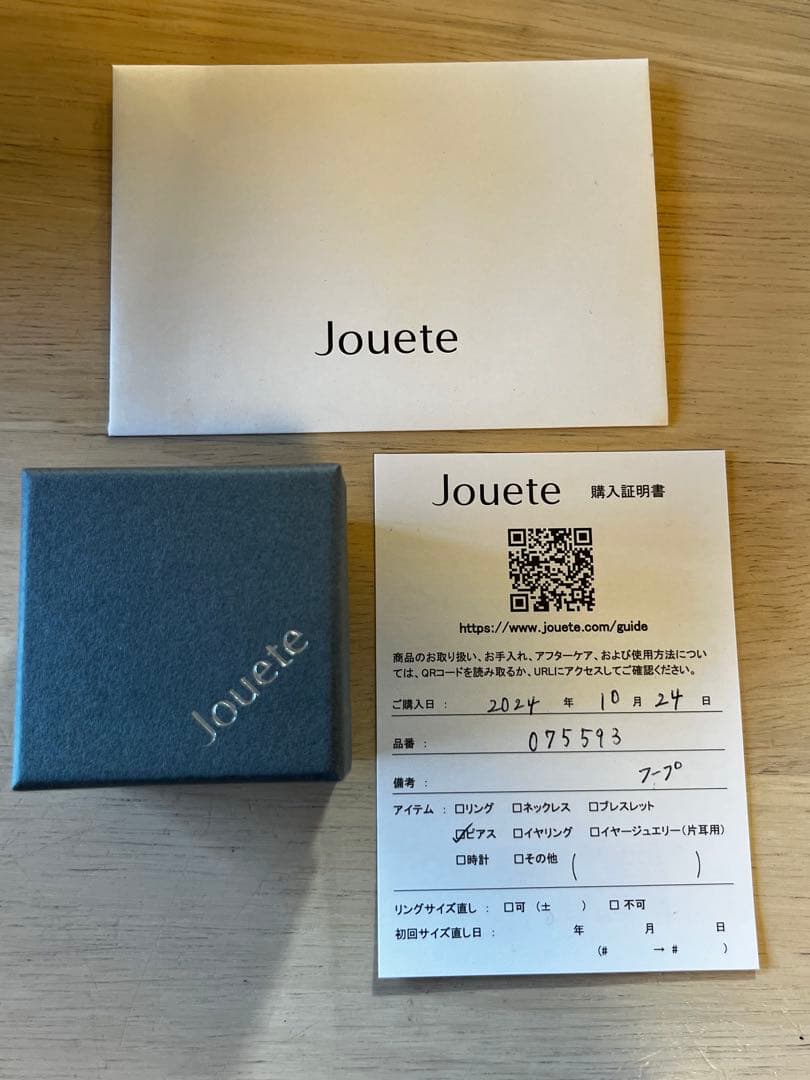 Jouete
Jouete
Jouete 購入証明書
https://www.jouete.com/guide
商品のお取り扱い、お手入れ、アフターケア、および使用方法につい
ては、QRコードを読み取るか、URLにアクセスしてご確認ください。
ご購入日 : 2024 年 10 月 24 日
品番 : 075593
備考 : フープ
アイテム : □リング □ネックレス □ブレスレット
☑ピアス □イヤリング □イヤージュエリー(片耳用)
□時計 □その他 ( )
リングサイズ直し : □可 (± ) □ 不可
初回サイズ直し日 : 年 月 日
(# → # )